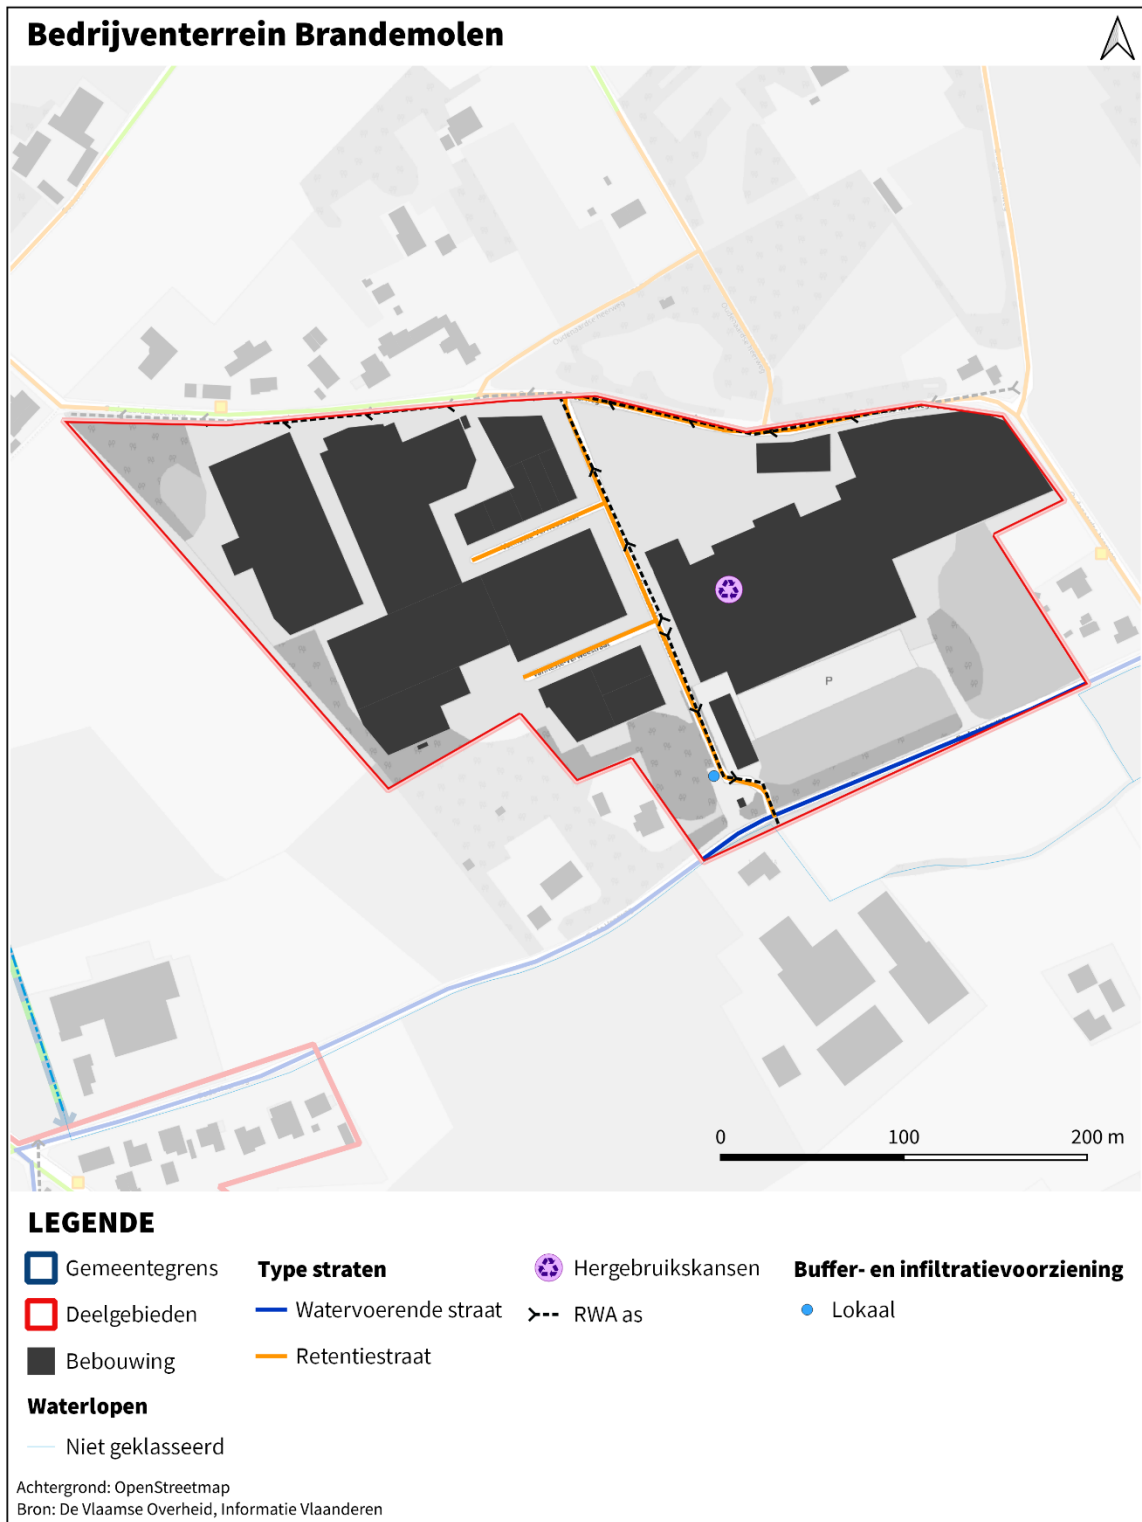 Bedrijventerrein Brandemolen
P
0 100 200 m
LEGENDE
Gemeentegrens
Deelgebieden
Bebouwing
Waterlopen
Niet geklasseerd
Type straten
Watervoerende straat
Retentiestraat
Hergebruikskansen
RWA as
Buffer- en infiltratievoorziening
Lokaal
Achtergrond: OpenStreetmap
Bron: De Vlaamse Overheid, Informatie Vlaanderen